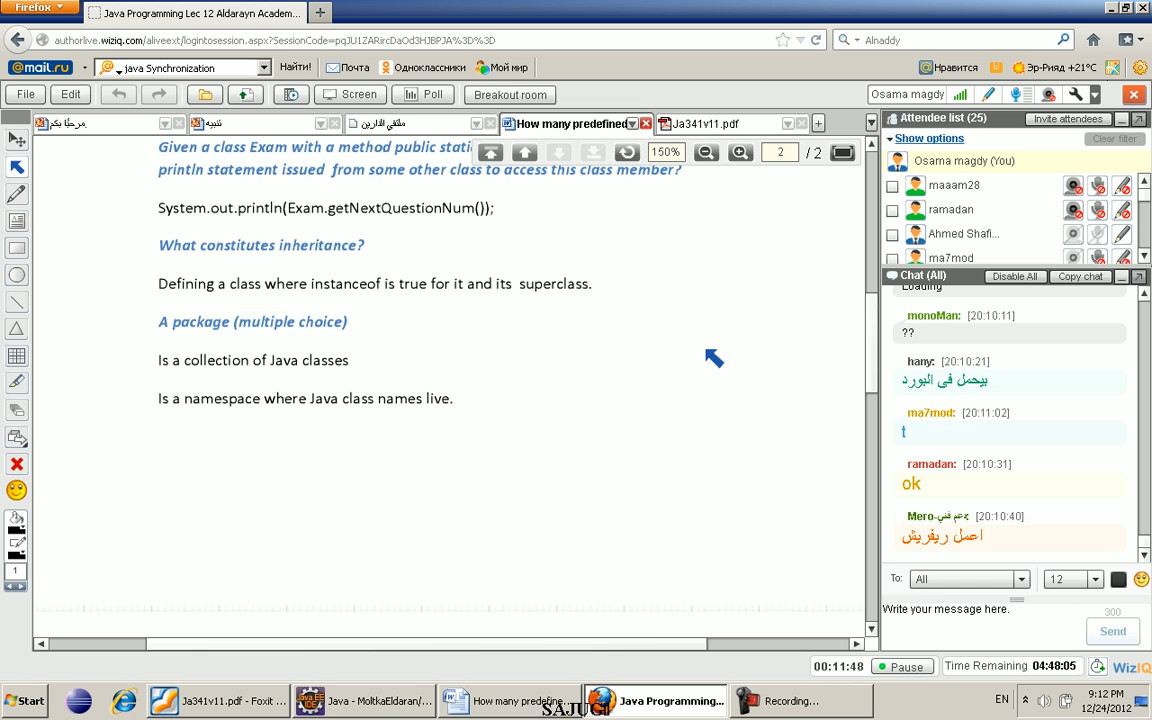 Firefox
Java Programming Lec 12 Aldarayn Academ...
authorlive.wiziq.com/aliveext/logintosession.aspx?SessionCode=pqJU1ZARircDaOd3HJBPJA%3D%3D
Alnaddy
@mail.ru
java Synchronization
Найти!
Почта
Одноклассники
Мой мир
Нравится
Эр-Рияд +21°C
File
Edit
Screen
Poll
Breakout room
Osama magdy
مرحبًا بكم.
تنبيه
ملتقي الدارين
How many predefined
Ja341v11.pdf
Attendee list (25)
Invite attendees
Show options
Clear filter
150%
2
/ 2
Given a class Exam with a method public stati
println statement issued from some other class to access this class member?
System.out.println(Exam.getNextQuestionNum());
What constitutes inheritance?
Defining a class where instanceof is true for it and its superclass.
A package (multiple choice)
Is a collection of Java classes
Is a namespace where Java class names live.
Osama magdy (You)
maaam28
ramadan
Ahmed Shafi...
ma7mod
Chat (All)
Disable All
Copy chat
Loading
monoMan: [20:10:11]
??
hany: [20:10:21]
بيحمل فى البورد
ma7mod: [20:11:02]
t
ramadan: [20:10:31]
ok
Mero-دعم فني: [20:10:40]
اعمل ريفريش
To:
All
12
Write your message here.
300
Send
1
00:11:48
Pause
Time Remaining 04:48:05
WizIQ
Start
Ja341v11.pdf - Foxit ...
Java - MoltkaEldaran/...
How many predefine...
Java Programming...
Recording...
EN
9:12 PM
12/24/2012
SAJUGI